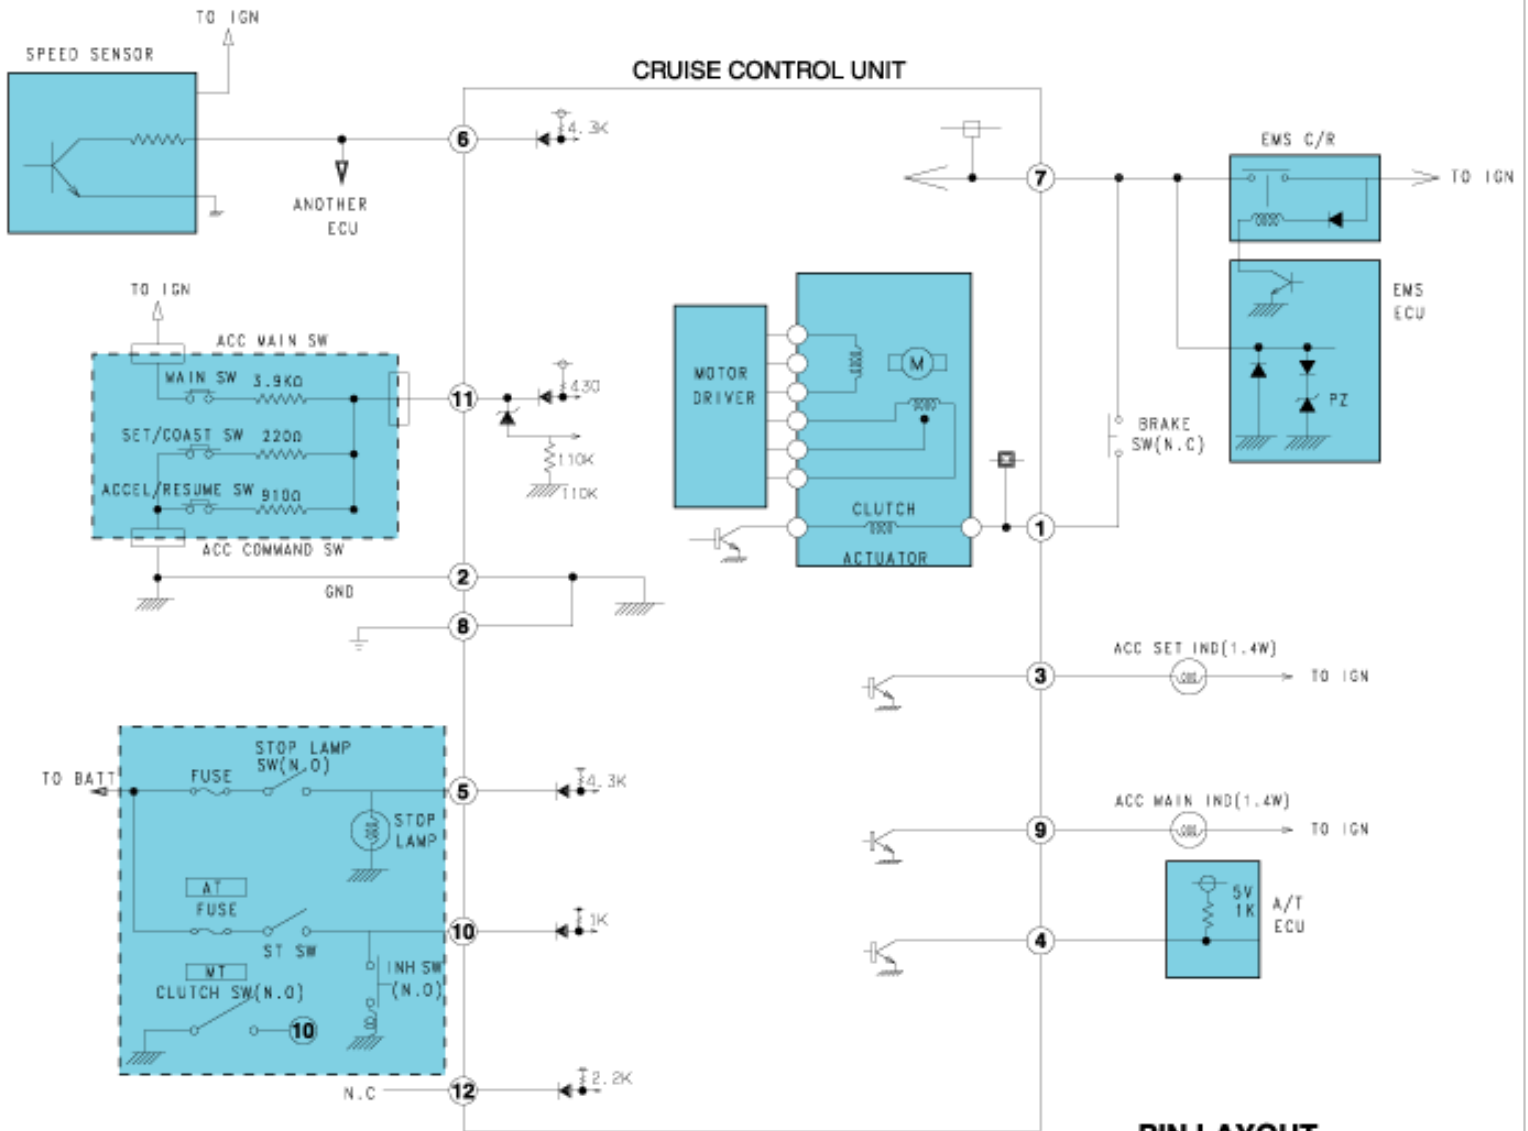 TO IGN
SPEED SENSOR
CRUISE CONTROL UNIT
6
4.3K
ANOTHER
ECU
7
EMS C/R
TO IGN
TO IGN
ACC MAIN SW
MAIN SW 3.9KΩ
11
430
SET/COAST SW 220Ω
110K
110K
ACCEL/RESUME SW 910Ω
ACC COMMAND SW
MOTOR
DRIVER
M
CLUTCH
ACTUATOR
1
EMS
ECU
PZ
BRAKE
SW(N.C)
2
GND
8
3
ACC SET IND(1.4W)
TO IGN
STOP LAMP
SW(N.O)
TO BATT
FUSE
5
4.3K
STOP
LAMP
9
ACC MAIN IND(1.4W)
TO IGN
AT
FUSE
10
1K
ST SW
INH SW
(N.O)
MT
CLUTCH SW(N.O)
10
4
5V
1K
A/T
ECU
N.C
12
2.2K
PIN LAYOUT